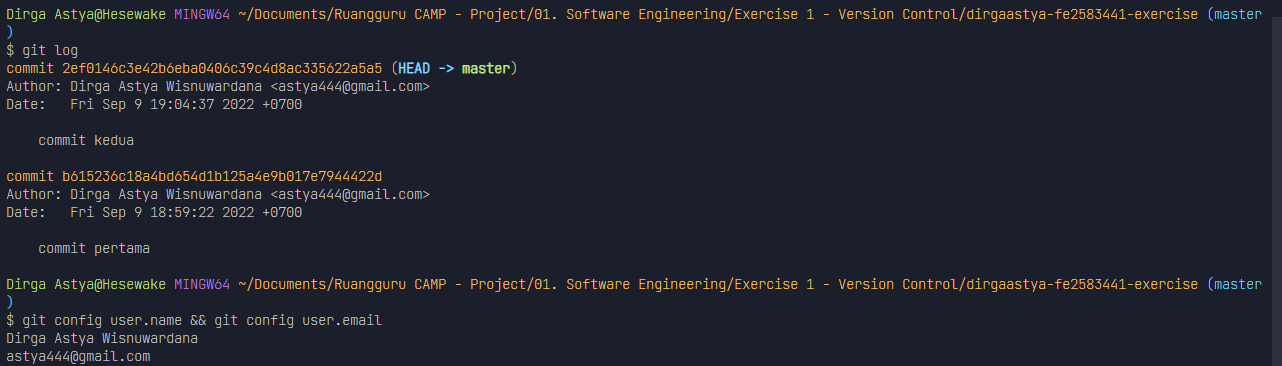 Dirga Astya@Hesewake MINGW64 ~/Documents/Ruangguru CAMP - Project/01. Software Engineering/Exercise 1 - Version Control/dirgaastya-fe2583441-exercise (master
)
$ git log
commit 2ef0146c3e42b6eba0406c39c4d8ac335622a5a5 (HEAD -> master)
Author: Dirga Astya Wisnuwardana <astya444@gmail.com>
Date:   Fri Sep 9 19:04:37 2022 +0700
    commit kedua
commit b615236c18a4bd654d1b125a4e9b017e7944422d
Author: Dirga Astya Wisnuwardana <astya444@gmail.com>
Date:   Fri Sep 9 18:59:22 2022 +0700
    commit pertama
Dirga Astya@Hesewake MINGW64 ~/Documents/Ruangguru CAMP - Project/01. Software Engineering/Exercise 1 - Version Control/dirgaastya-fe2583441-exercise (master
)
$ git config user.name && git config user.email
Dirga Astya Wisnuwardana
astya444@gmail.com